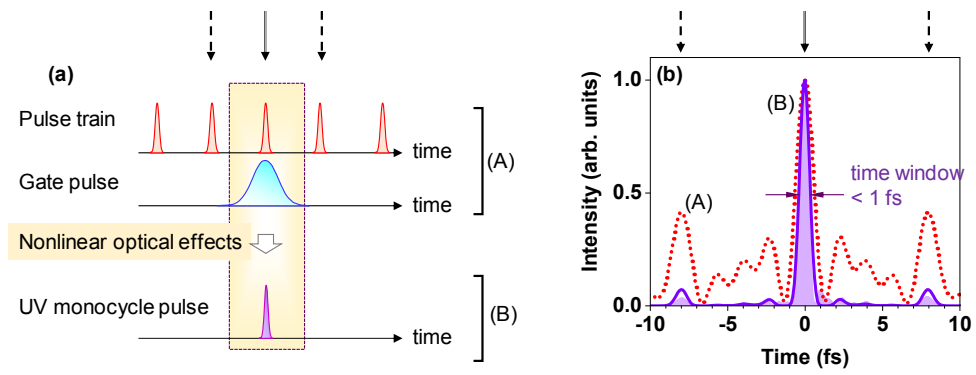 (a)
Pulse train
time
(A)
Gate pulse
time
Nonlinear optical effects
UV monocycle pulse
(B)
time
(b)
1.0
(B)
time window
< 1 fs
0.5
(A)
0.0
Intensity (arb. units)
-10
-5
0
5
10
Time (fs)